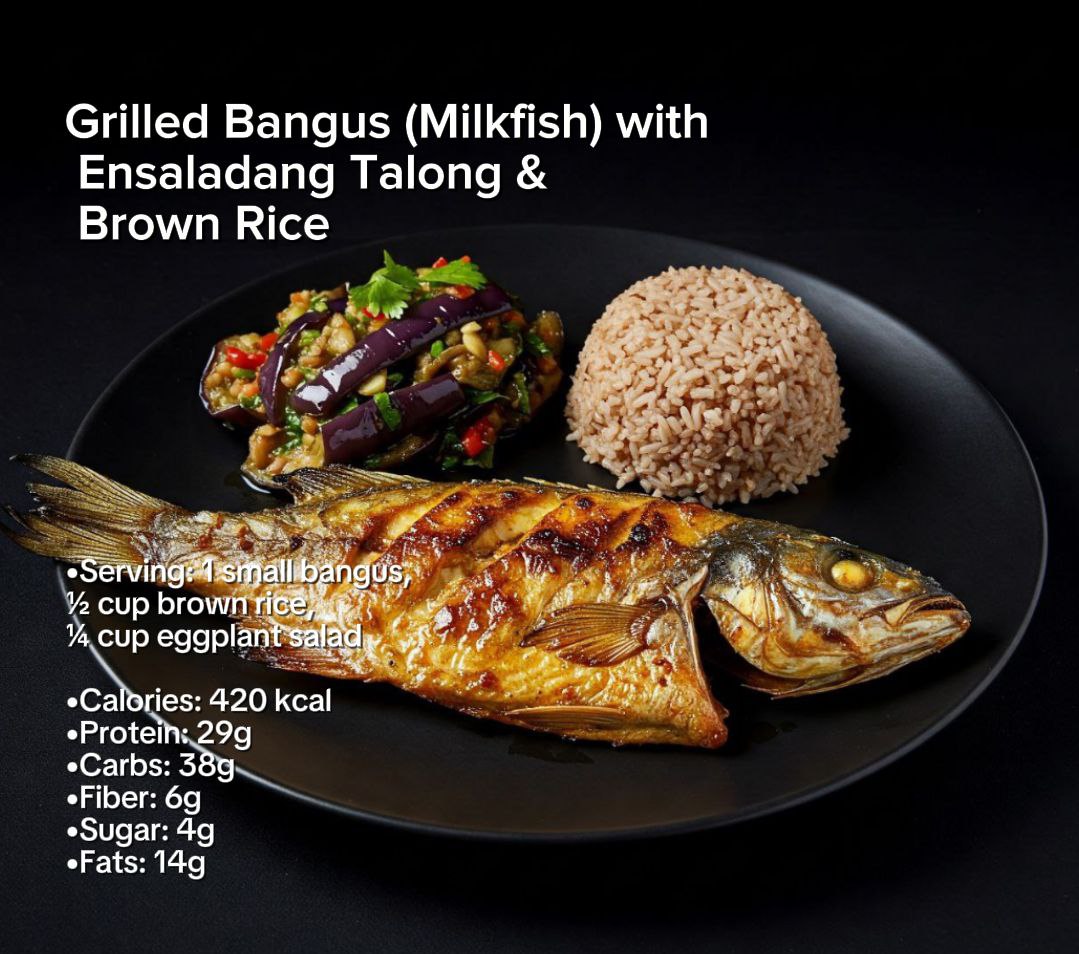 Grilled Bangus (Milkfish) with
Ensaladang Talong &
Brown Rice
•Serving: 1 small bangus,
½ cup brown rice,
¼ cup eggplant salad
•Calories: 420 kcal
•Protein: 29g
•Carbs: 38g
•Fiber: 6g
•Sugar: 4g
•Fats: 14g